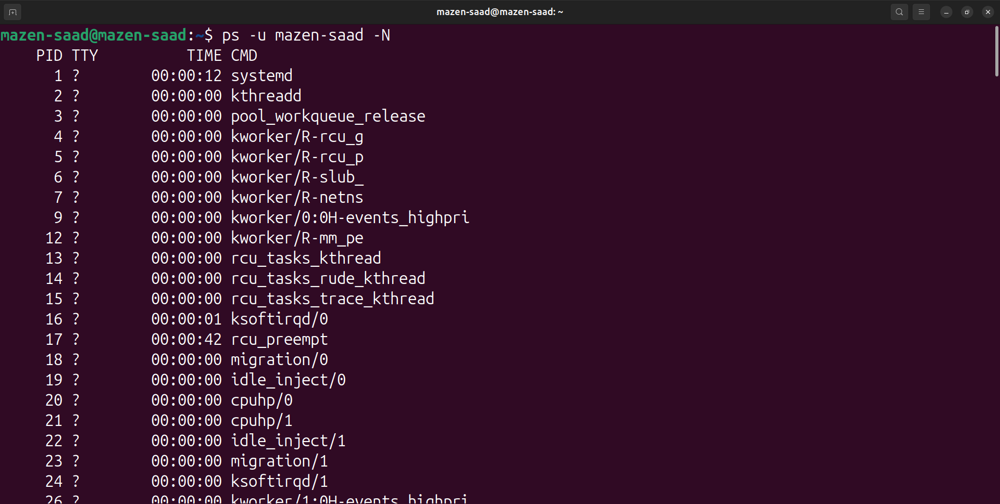 mazen-saad@mazen-saad: ~
mazen-saad@mazen-saad:~$ ps -u mazen-saad -N
    PID TTY          TIME CMD
      1 ?        00:00:12 systemd
      2 ?        00:00:00 kthreadd
      3 ?        00:00:00 pool_workqueue_release
      4 ?        00:00:00 kworker/R-rcu_g
      5 ?        00:00:00 kworker/R-rcu_p
      6 ?        00:00:00 kworker/R-slub_
      7 ?        00:00:00 kworker/R-netns
      9 ?        00:00:00 kworker/0:0H-events_highpri
     12 ?        00:00:00 kworker/R-mm_pe
     13 ?        00:00:00 rcu_tasks_kthread
     14 ?        00:00:00 rcu_tasks_rude_kthread
     15 ?        00:00:00 rcu_tasks_trace_kthread
     16 ?        00:00:01 ksoftirqd/0
     17 ?        00:00:42 rcu_preempt
     18 ?        00:00:00 migration/0
     19 ?        00:00:00 idle_inject/0
     20 ?        00:00:00 cpuhp/0
     21 ?        00:00:00 cpuhp/1
     22 ?        00:00:00 idle_inject/1
     23 ?        00:00:00 migration/1
     24 ?        00:00:00 ksoftirqd/1
     26 ?        00:00:00 kworker/1:0H-events_highpri